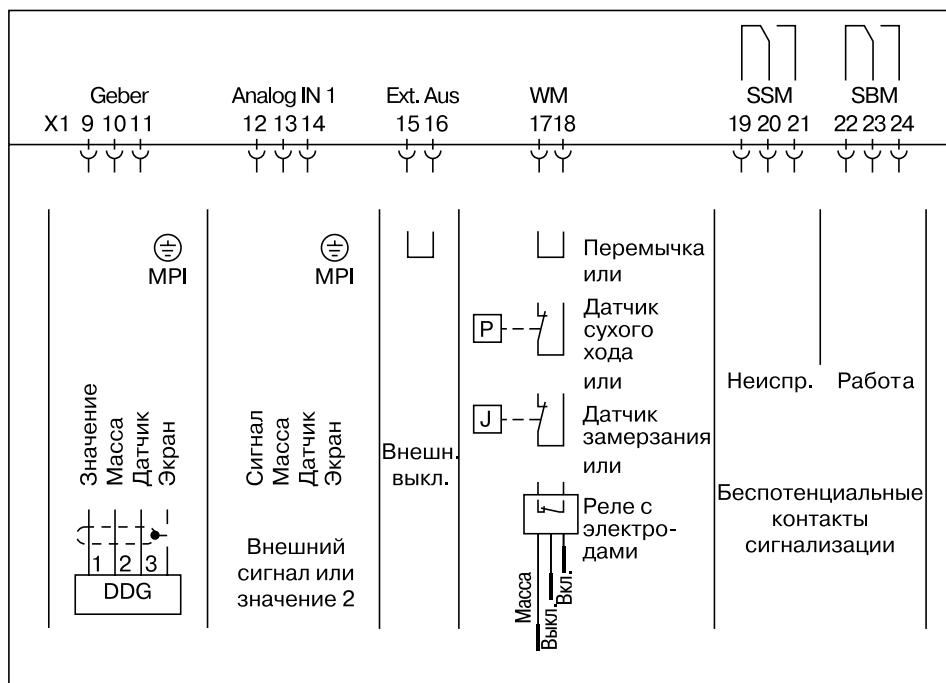 Geber Analog IN 1 Ext. Aus WM SSM SBM
X1 9 10 11 12 13 14 15 16 17 18 19 20 21 22 23 24
MPI
Значение
Масса
Датчик
Экран
1 2 3
DDG
MPI
Сигнал
Масса
Датчик
Экран
Внешний
сигнал или
значение 2
Внешн.
выкл.
Перемычка
или
P
Датчик
сухого
хода
или
J
Датчик
замерзания
или
Реле с
электро-
дами
Масса
Выкл.
Вкл.
Неиспр. Работа
Беспотенциальные
контакты
сигнализации